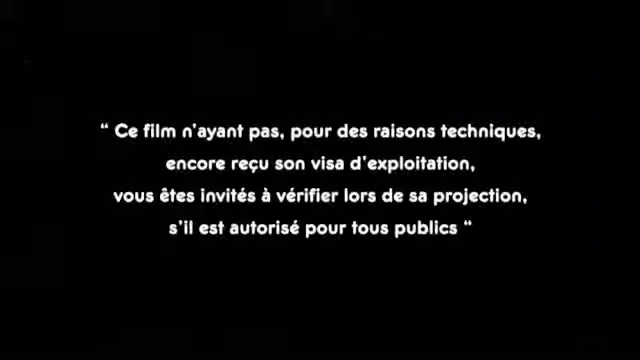 “ Ce film n’ayant pas, pour des raisons techniques,
encore reçu son visa d’exploitation,
vous êtes invités à vérifier lors de sa projection,
s’il est autorisé pour tous publics “